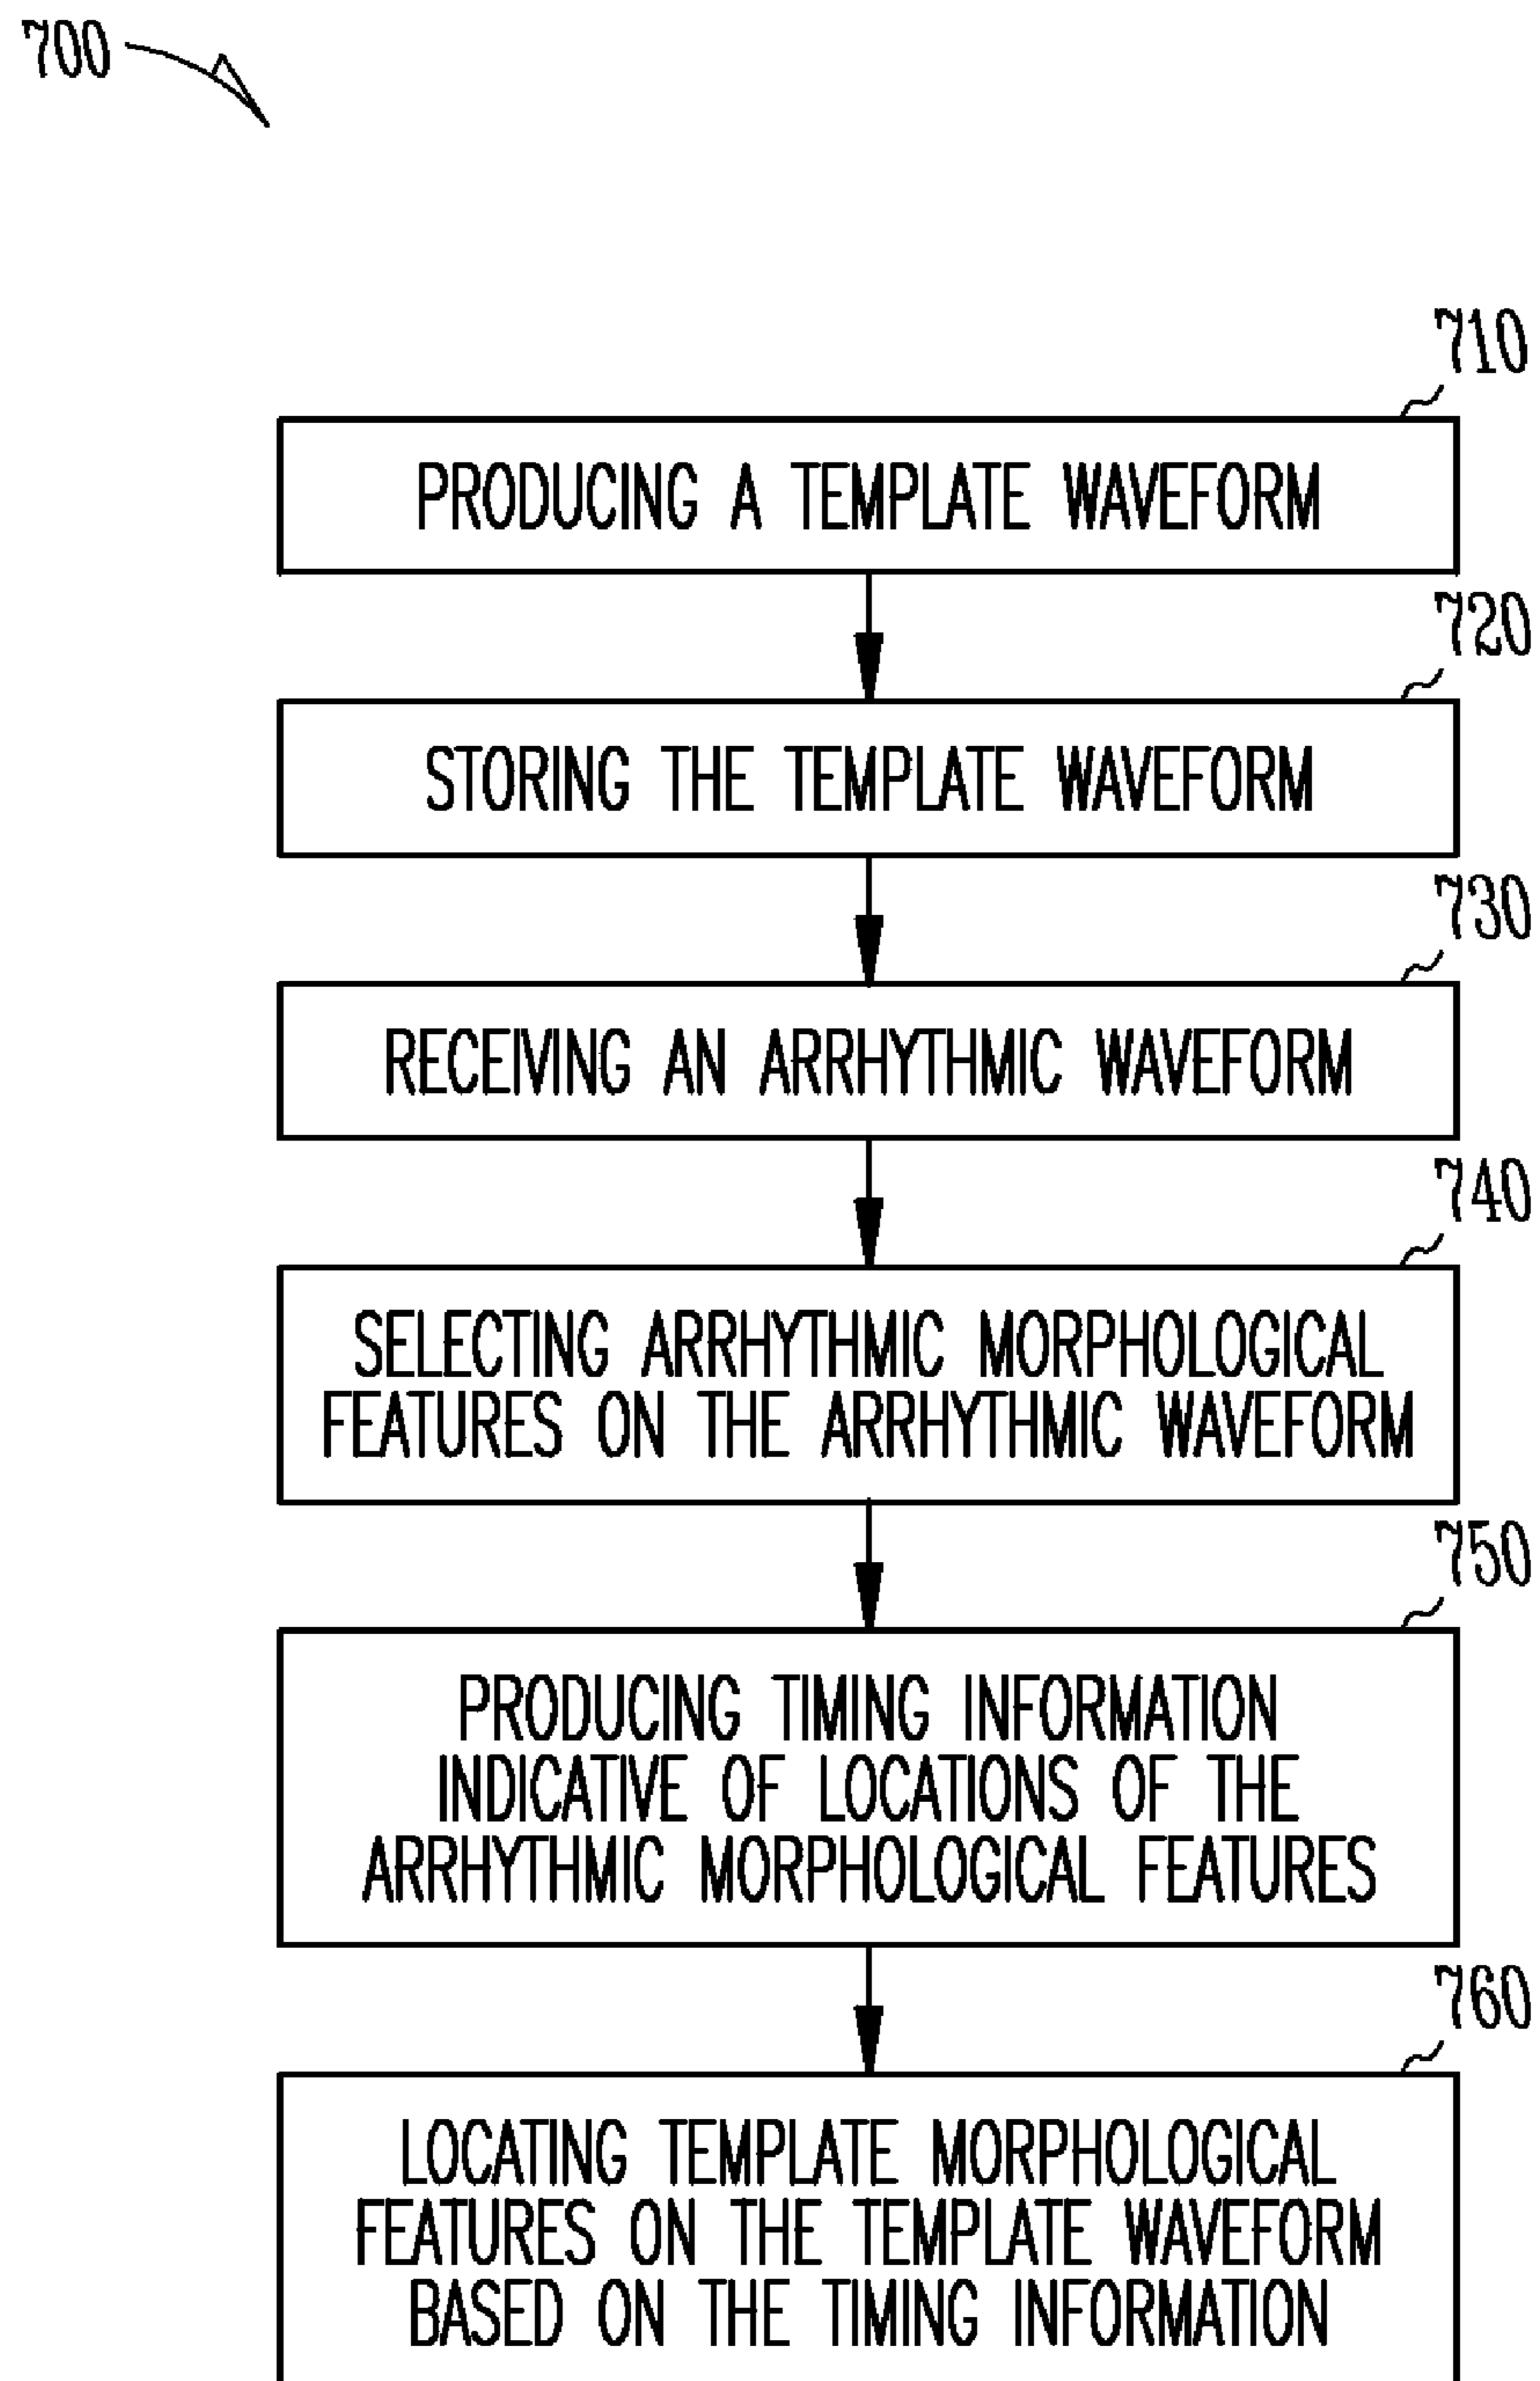 700
710
PRODUCING A TEMPLATE WAVEFORM
720
STORING THE TEMPLATE WAVEFORM
730
RECEIVING AN ARRHYTHMIC WAVEFORM
740
SELECTING ARRHYTHMIC MORPHOLOGICAL
FEATURES ON THE ARRHYTHMIC WAVEFORM
750
PRODUCING TIMING INFORMATION
INDICATIVE OF LOCATIONS OF THE
ARRHYTHMIC MORPHOLOGICAL FEATURES
760
LOCATING TEMPLATE MORPHOLOGICAL
FEATURES ON THE TEMPLATE WAVEFORM
BASED ON THE TIMING INFORMATION